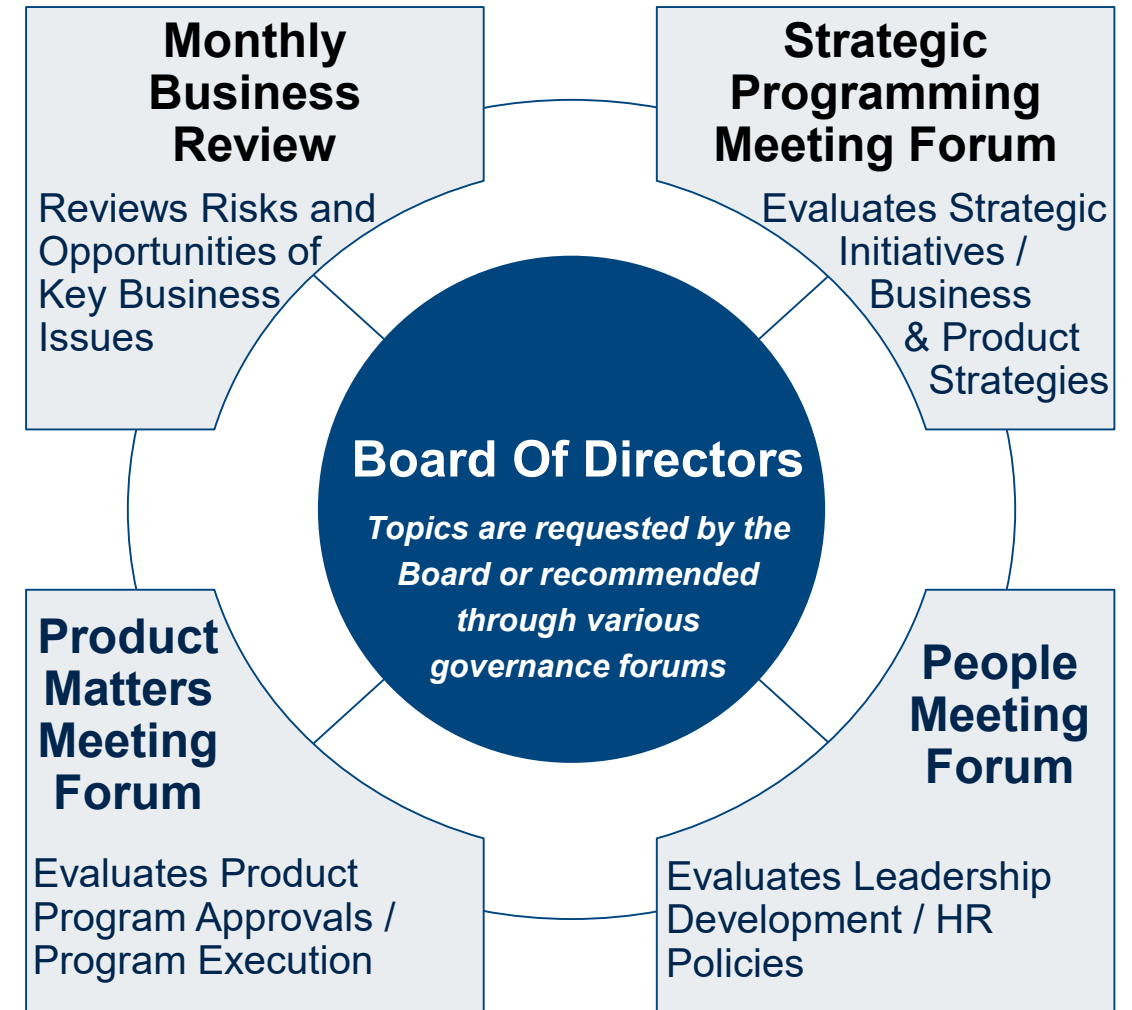 Monthly
Business
Review
Reviews Risks and
Opportunities of
Key Business
Issues
Strategic
Programming
Meeting Forum
Evaluates Strategic
Initiatives /
Business
& Product
Strategies
Board Of Directors
Topics are requested by the
Board or recommended
through various
governance forums
Product
Matters
Meeting
Forum
Evaluates Product
Program Approvals /
Program Execution
People
Meeting
Forum
Evaluates Leadership
Development / HR
Policies